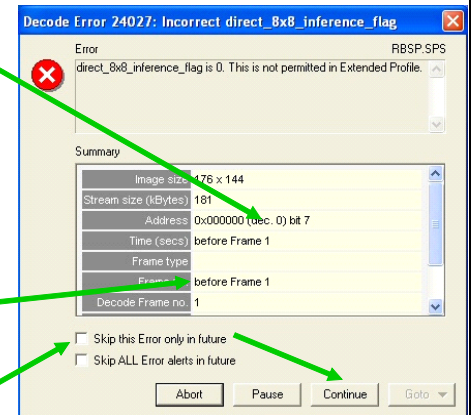 Decode Error 24027: Incorrect direct_8x8_inference_flag
Error RBSP.SPS
direct_8x8_inference_flag is 0. This is not permitted in Extended Profile.
Summary
Image size 176 x 144
Stream size (kBytes) 181
Address 0x000000 (dec. 0) bit 7
Time (secs) before Frame 1
Frame type
before Frame 1
Decode Frame no. 1
Skip this Error only in future
Skip ALL Error alerts in future
Abort Pause Continue Goto